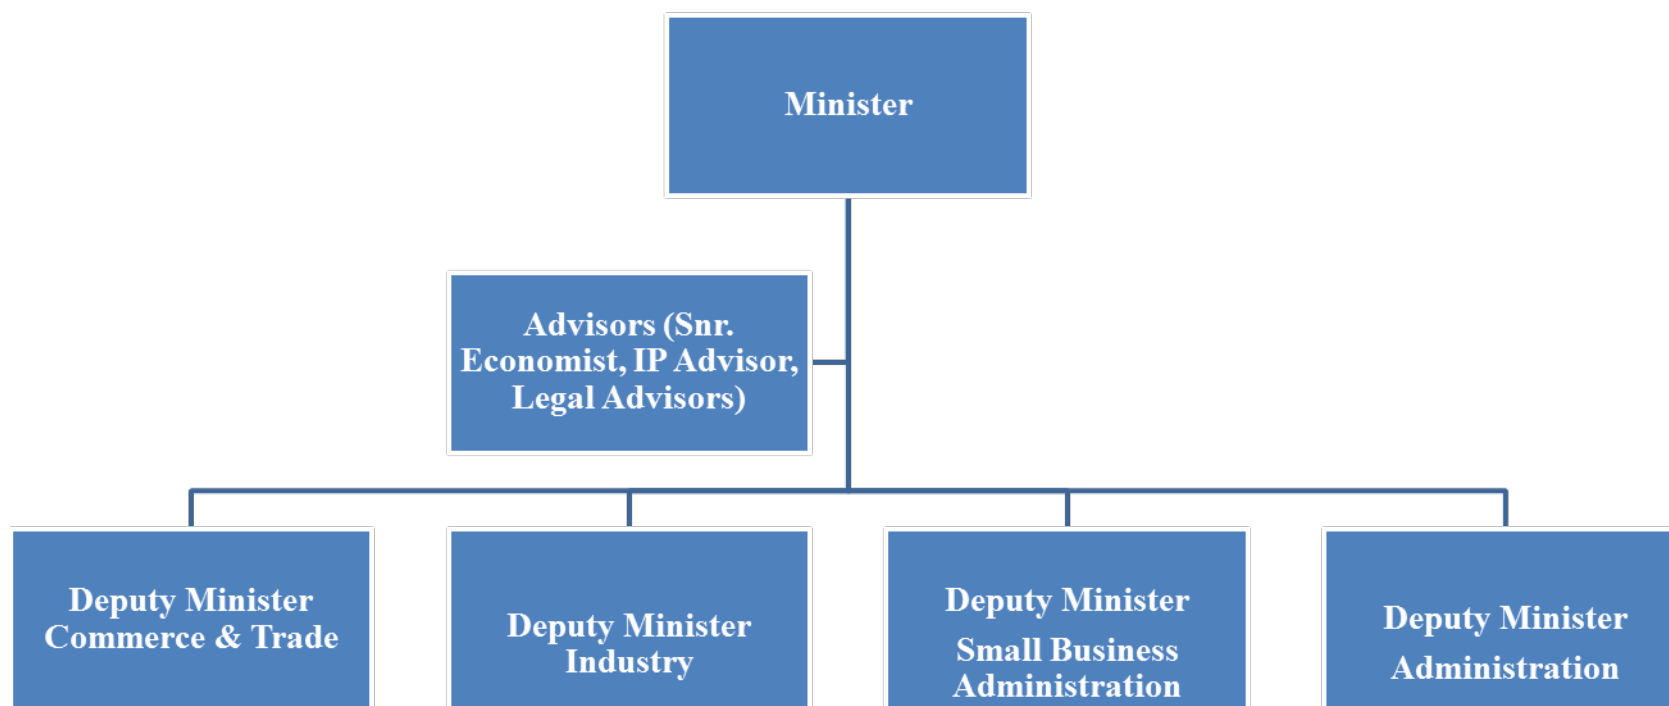 Minister
Advisors (Snr.
Economist, IP Advisor,
Legal Advisors)
Deputy Minister
Commerce & Trade
Deputy Minister
Industry
Deputy Minister
Small Business
Administration
Deputy Minister
Administration